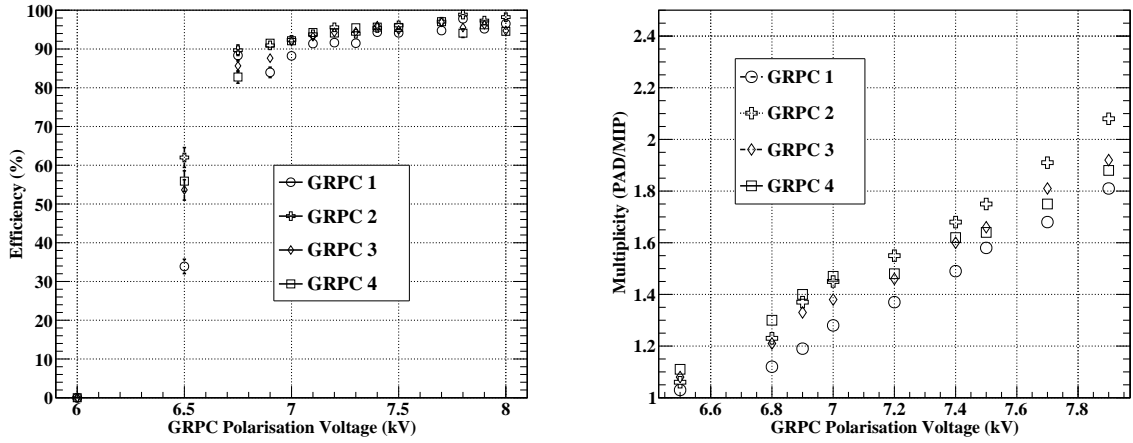 100
90
80
70
60
50
40
30
20
10
0
Efficiency (%)
GRPC 1
GRPC 2
GRPC 3
GRPC 4
6 6.5 7 7.5 8
GRPC Polarisation Voltage (kV)
2.4
2.2
2
1.8
1.6
1.4
1.2
1
Multiplicity (PAD/MIP)
GRPC 1
GRPC 2
GRPC 3
GRPC 4
6.6 6.8 7 7.2 7.4 7.6 7.8
GRPC Polarisation Voltage (kV)